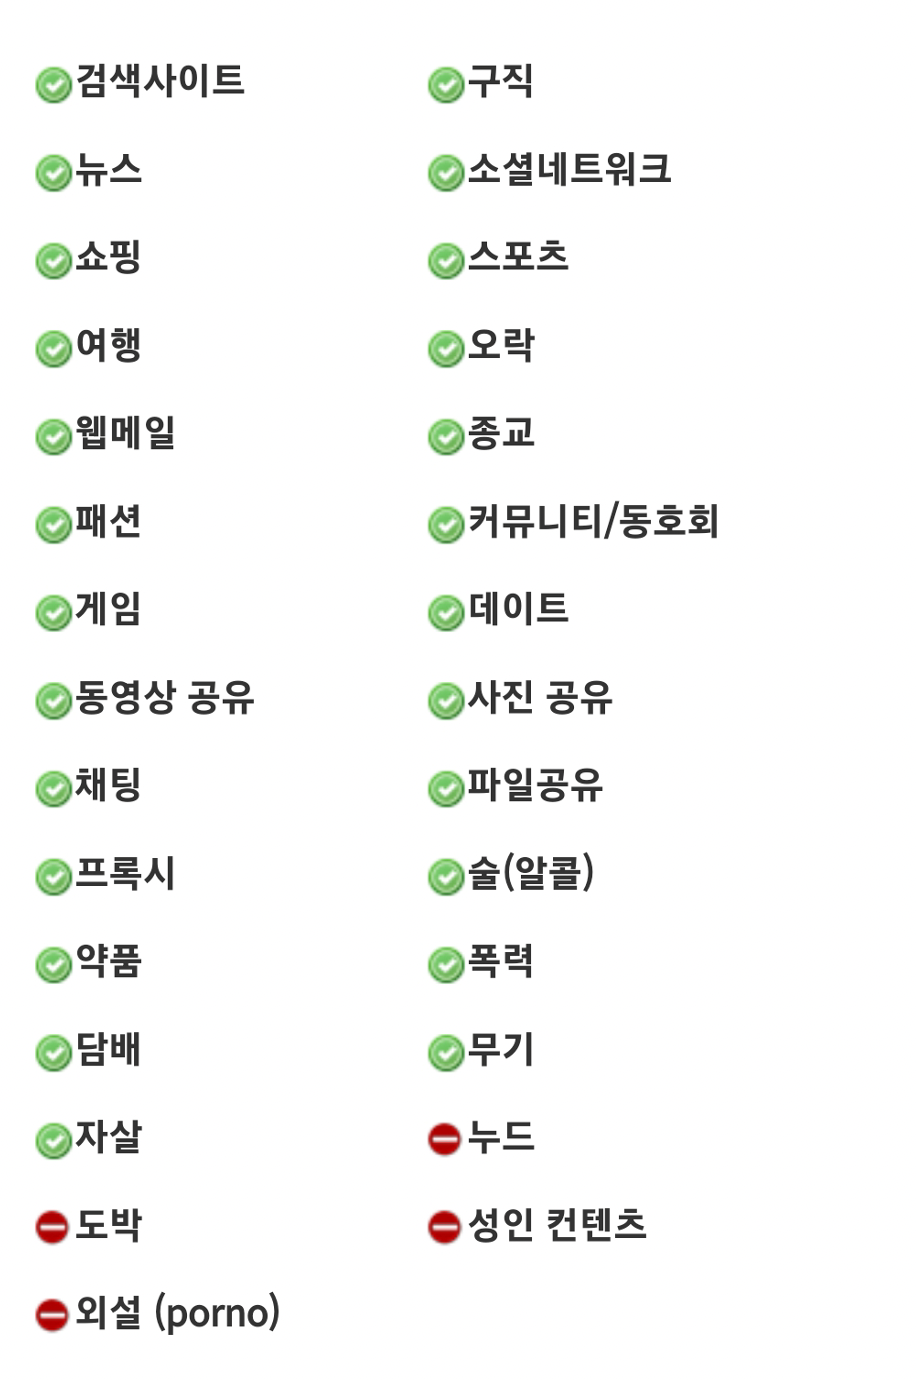 검색사이트
구직
뉴스
소셜네트워크
쇼핑
스포츠
여행
오락
웹메일
종교
패션
커뮤니티/동호회
게임
데이트
동영상 공유
사진 공유
채팅
파일공유
프록시
술(알콜)
약품
폭력
담배
무기
자살
누드
도박
성인 컨텐츠
외설 (porno)